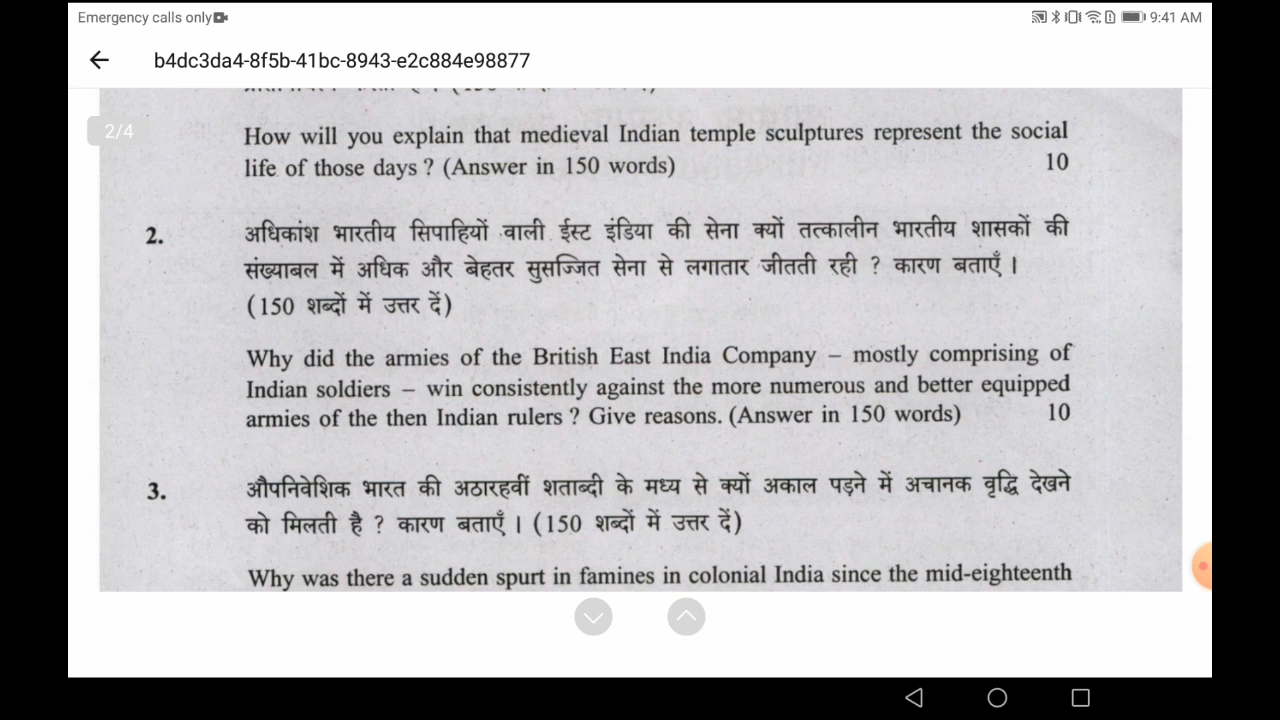 Emergency calls only
9:41 AM
b4dc3da4-8f5b-41bc-8943-e2c884e98877
2/4
How will you explain that medieval Indian temple sculptures represent the social
life of those days ? (Answer in 150 words) 10
2. अधिकांश भारतीय सिपाहियों वाली ईस्ट इंडिया की सेना क्यों तत्कालीन भारतीय शासकों की
संख्याबल में अधिक और बेहतर सुसज्जित सेना से लगातार जीतती रही ? कारण बताएँ ।
(150 शब्दों में उत्तर दें)
Why did the armies of the British East India Company – mostly comprising of
Indian soldiers – win consistently against the more numerous and better equipped
armies of the then Indian rulers ? Give reasons. (Answer in 150 words) 10
3. औपनिवेशिक भारत की अठारहवीं शताब्दी के मध्य से क्यों अकाल पड़ने में अचानक वृद्धि देखने
को मिलती है ? कारण बताएँ । (150 शब्दों में उत्तर दें)
Why was there a sudden spurt in famines in colonial India since the mid-eighteenth